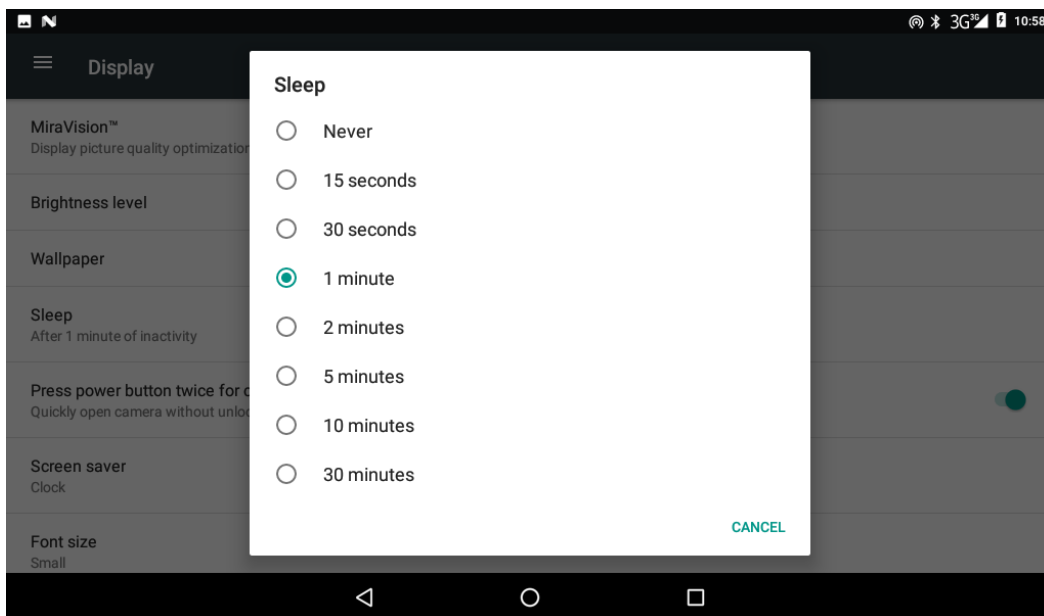 3G 3G 10:58
Display
MiraVision™
Display picture quality optimization
Brightness level
Wallpaper
Sleep
After 1 minute of inactivity
Press power button twice for
Quickly open camera without
Screen saver
Clock
Font size
Small
Sleep
Never
15 seconds
30 seconds
1 minute
2 minutes
5 minutes
10 minutes
30 minutes
CANCEL